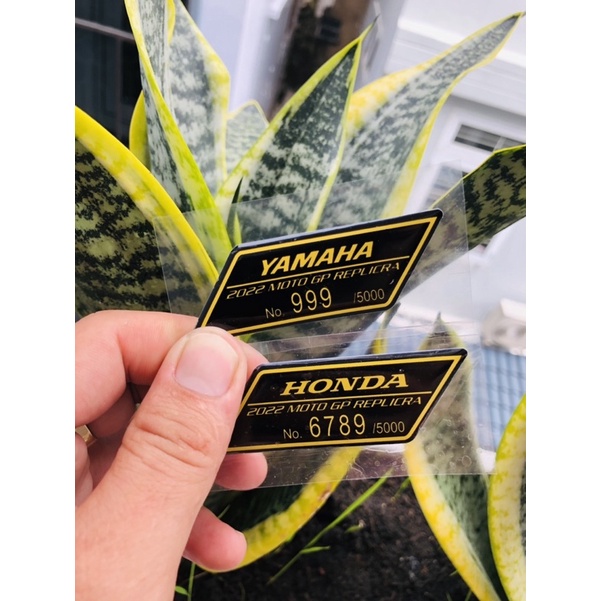 YAMAHA
2022 MOTO GP REPLICRA
No. 999 /5000
HONDA
2022 MOTO GP REPLICRA
No. 6789 /5000